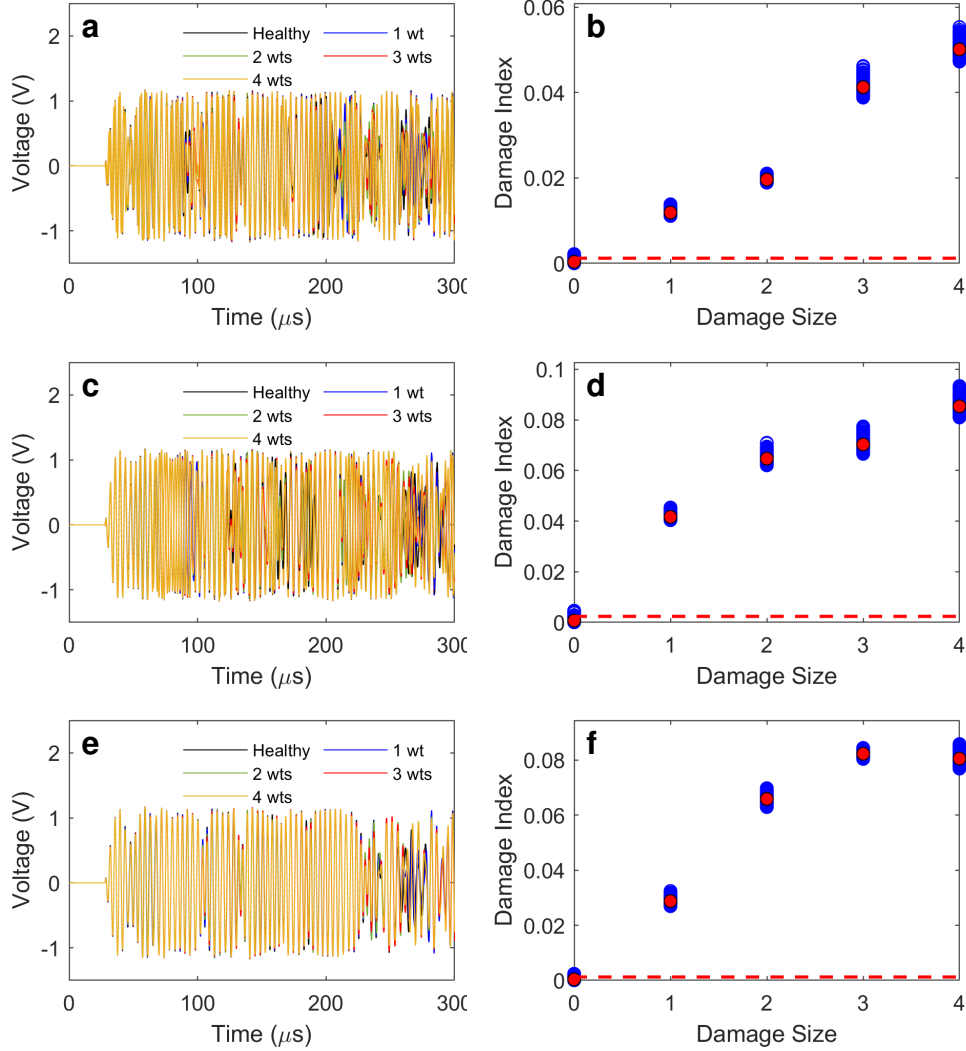 a
Healthy 1 wt
2 wts 3 wts
4 wts
2
1
0
-1
Voltage (V)
0 100 200 300
Time (μs)
b
0.06
0.04
0.02
0
Damage Index
0 1 2 3 4
Damage Size
c
Healthy 1 wt
2 wts 3 wts
4 wts
2
1
0
-1
Voltage (V)
0 100 200 300
Time (μs)
d
0.1
0.08
0.06
0.04
0.02
0
Damage Index
0 1 2 3 4
Damage Size
e
Healthy 1 wt
2 wts 3 wts
4 wts
2
1
0
-1
Voltage (V)
0 100 200 300
Time (μs)
f
0.08
0.06
0.04
0.02
0
Damage Index
0 1 2 3 4
Damage Size